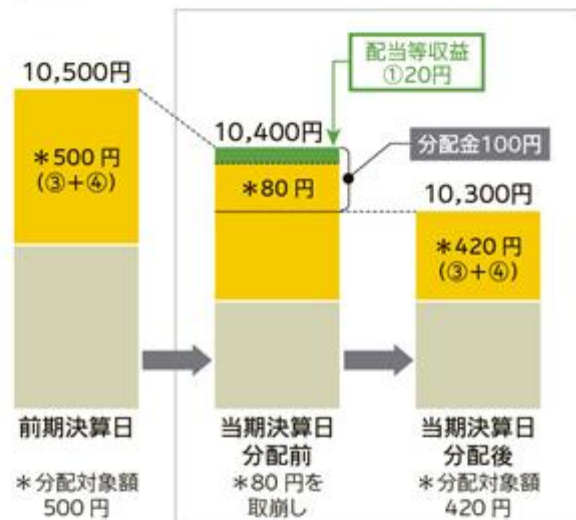 配当等収益
①20円
10,500円
10,400円
分配金100円
*500円
(③+④)
*80円
10,300円
*420円
(③+④)
前期決算日
当期決算日
分配前
当期決算日
分配後
*分配対象額
500円
*80円を
取崩し
*分配対象額
420円